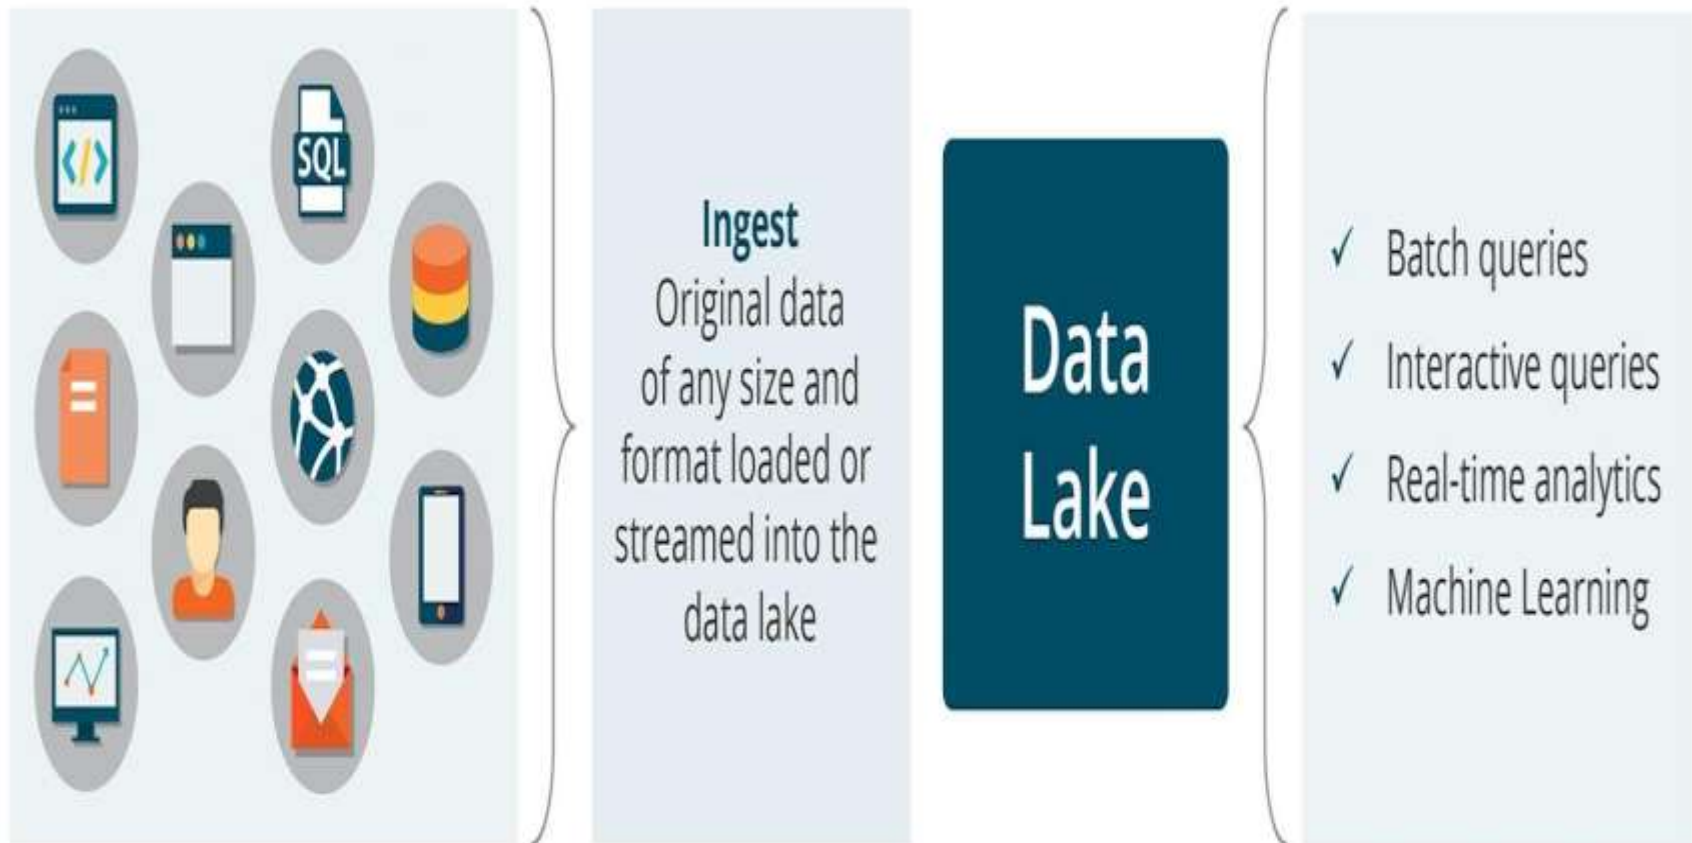 SQL
Ingest
Original data
of any size and
format loaded or
streamed into the
data lake
Data
Lake
✓ Batch queries
✓ Interactive queries
✓ Real-time analytics
✓ Machine Learning